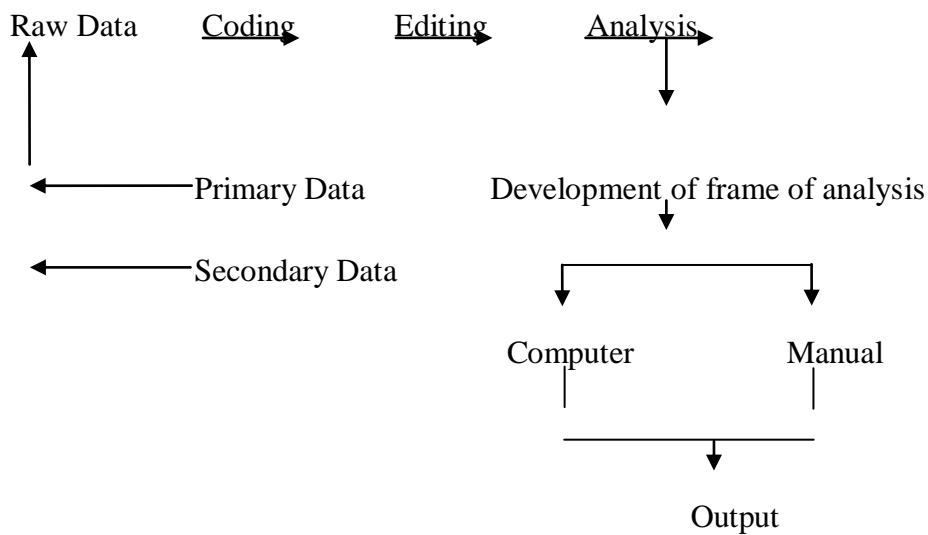 Raw Data Coding Editing Analysis
Primary Data Development of frame of analysis
Secondary Data
Computer Manual
Output